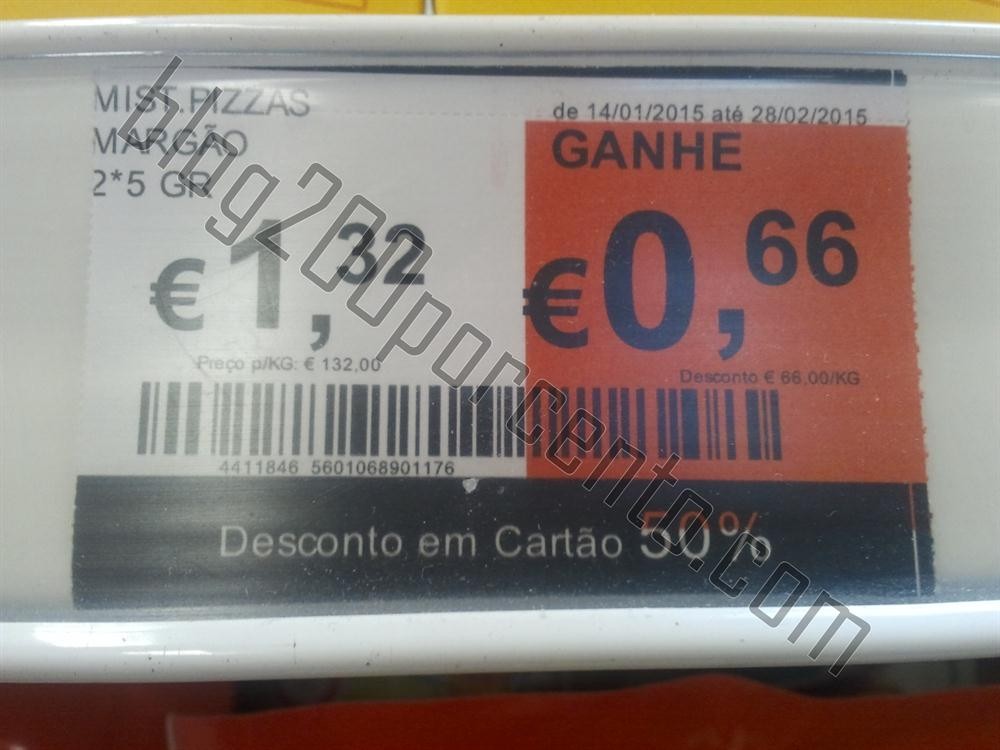 MIST.PIZZAS
MARGÃO
2*5 GR
€ 1,32
Preço p/KG: € 132,00
de 14/01/2015 até 28/02/2015
GANHE
€ 0,66
Desconto € 66,00/KG
4411846 5601068901176
Desconto em Cartão 50%
blog200porcento.com